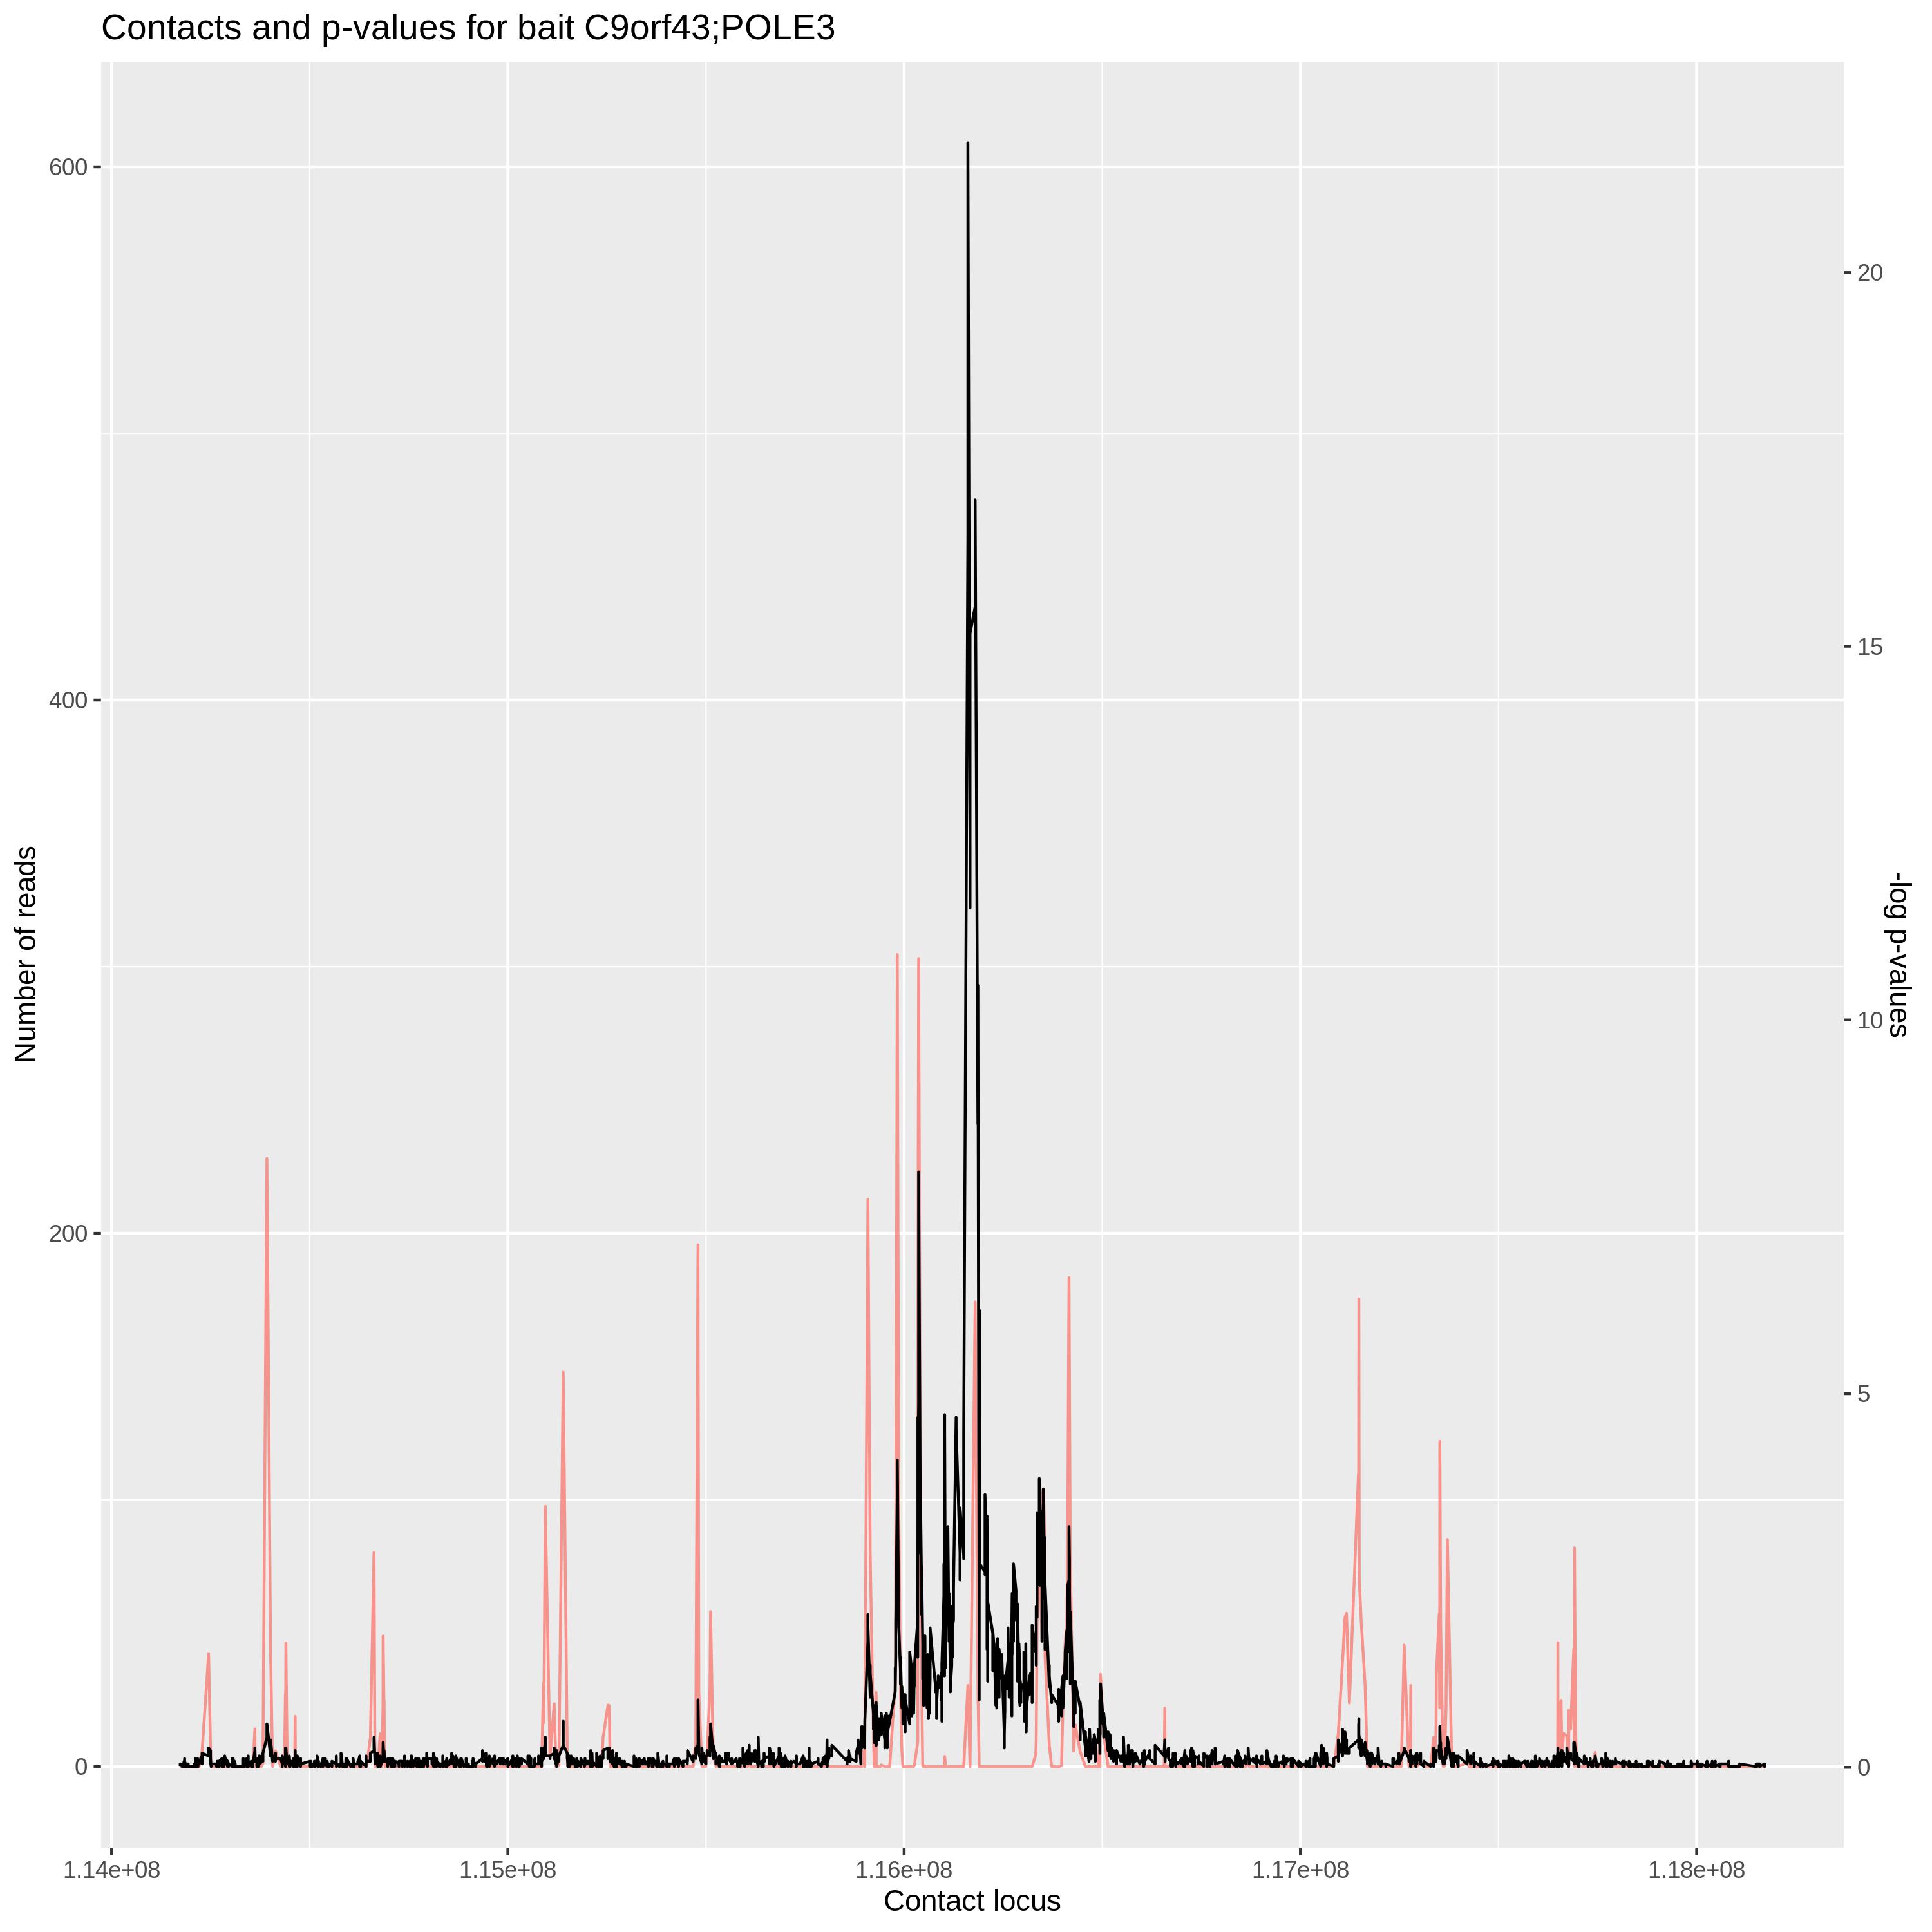 Contacts and p-values for bait C9orf43;POLE3
600
400
200
0
Number of reads
20
15
10
5
0
-log p-values
1.14e+08
1.15e+08
1.16e+08
1.17e+08
1.18e+08
Contact locus